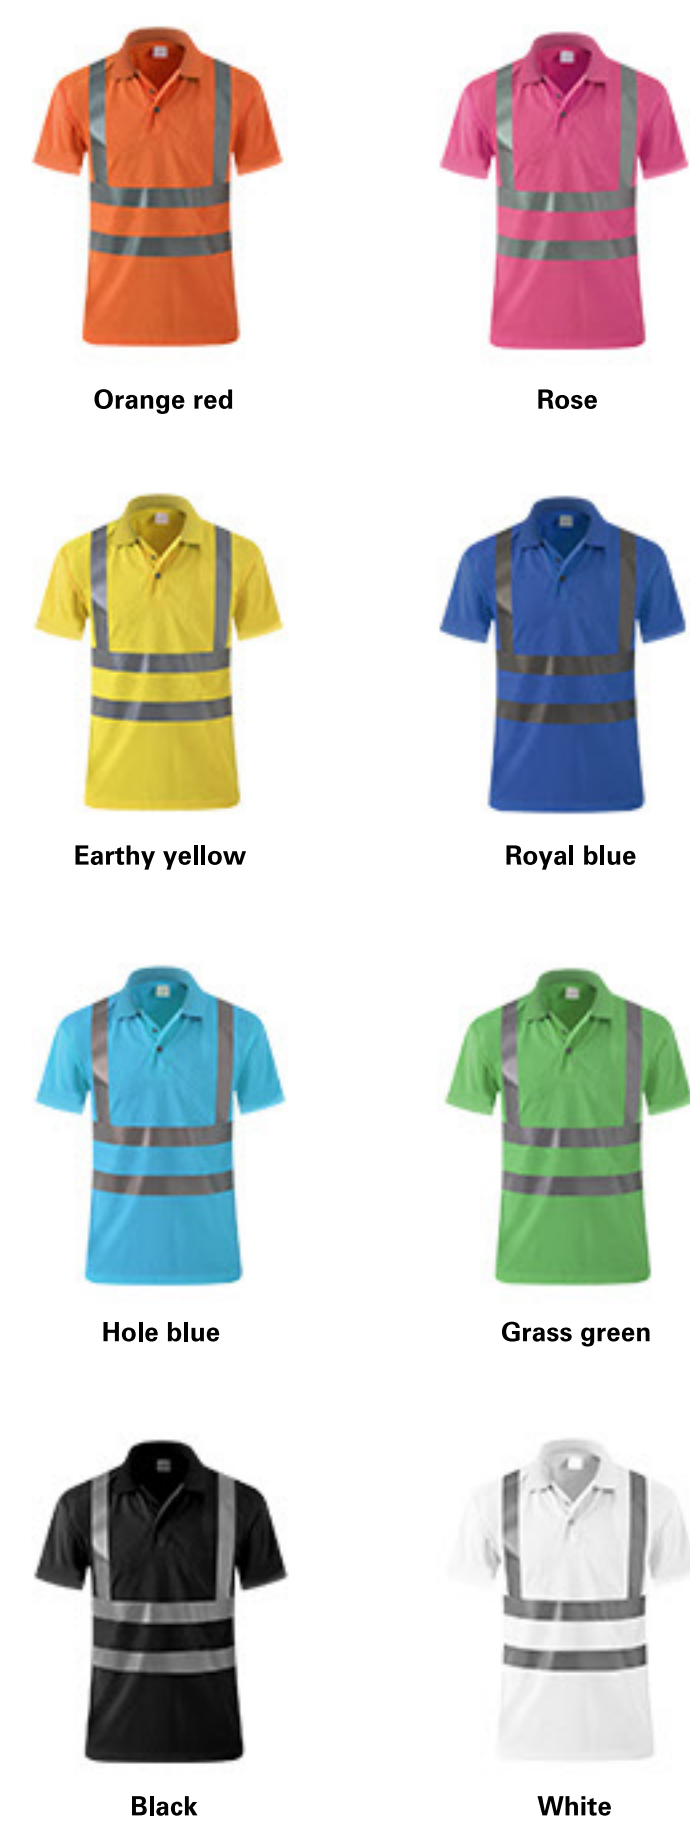 Orange red
Rose
Earthy yellow
Royal blue
Hole blue
Grass green
Black
White